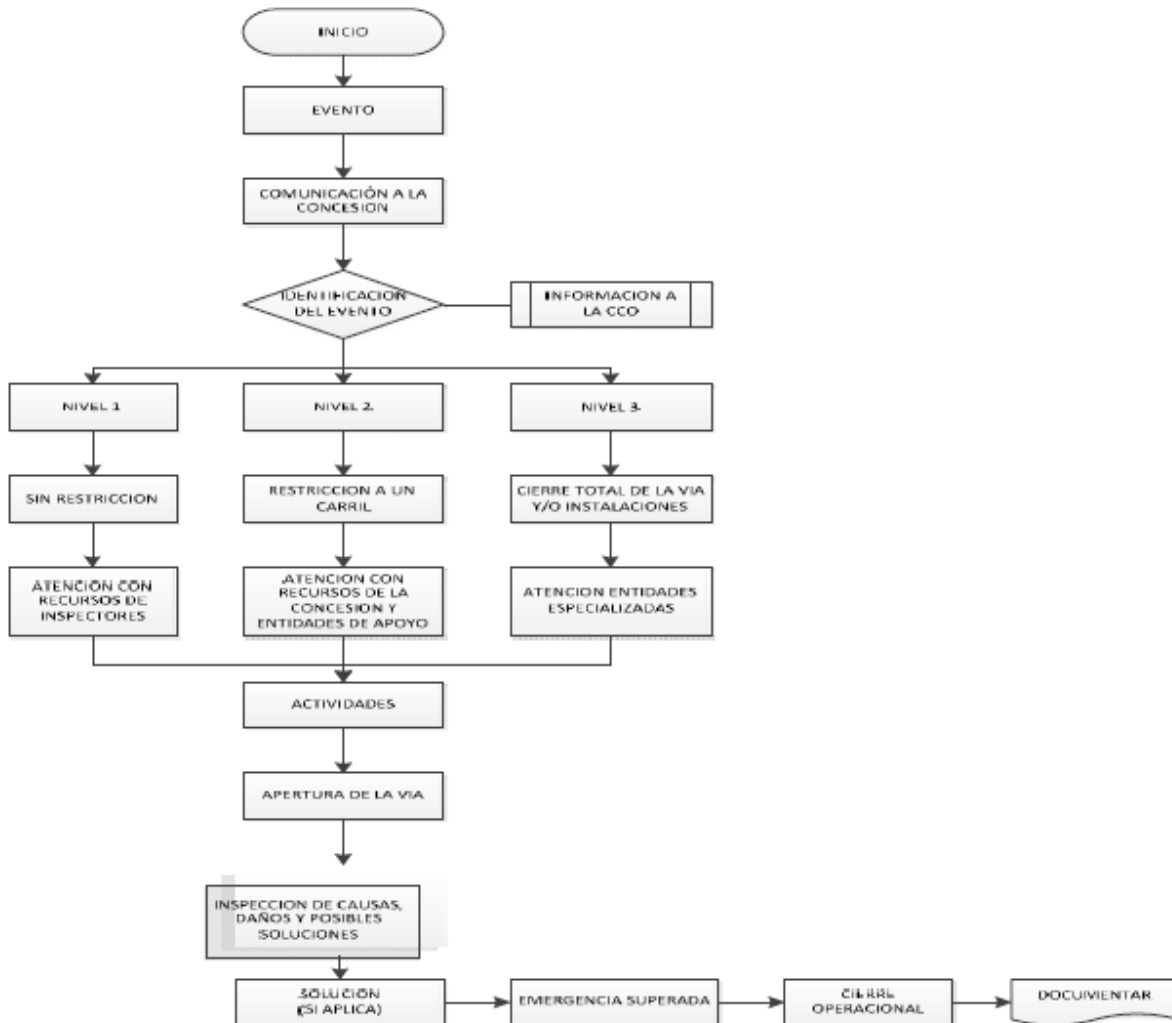 INICIO
EVENTO
COMUNICACIÓN A LA
CONCESION
IDENTIFICACION
DEL EVENTO
INFORMACION A
LA CCO
NIVEL 1
NIVEL 2.
NIVEL 3.
SIN RESTRICCION
RESTRICCION A UN
CARRIL
CIERRE TOTAL DE LA VIA
Y/O INSTALACIONES
ATENCION CON
RECURSOS DE
INSPECTORES
ATENCION CON
RECURSOS DE LA
CONCESION Y
ENTIDADES DE APOYO
ATENCION ENTIDADES
ESPECIALIZADAS
ACTIVIDADES
APERTURA DE LA VIA
INSPECCION DE CAUSAS,
DAÑOS Y POSIBLES
SOLUCIONES
SOLUCIÓN
(SI APLICA)
EMERGENCIA SUPERADA
CIERRE
OPERACIONAL
DOCUMENTAR